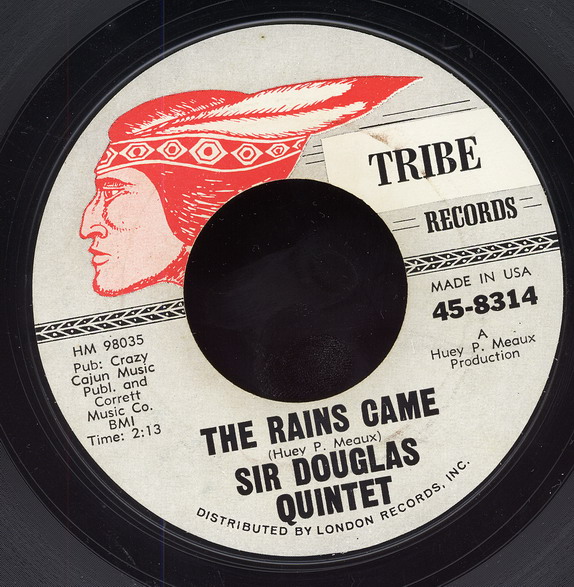 TRIBE
RECORDS
MADE IN USA
45-8314
A
Huey P. Meaux
Production
HM 98035
Pub: Crazy
Cajun Music
Publ. and
Corrett
Music Co.
BMI
Time: 2:13
THE RAINS CAME
(Huey P. Meaux)
SIR DOUGLAS
QUINTET
DISTRIBUTED BY LONDON RECORDS, INC.